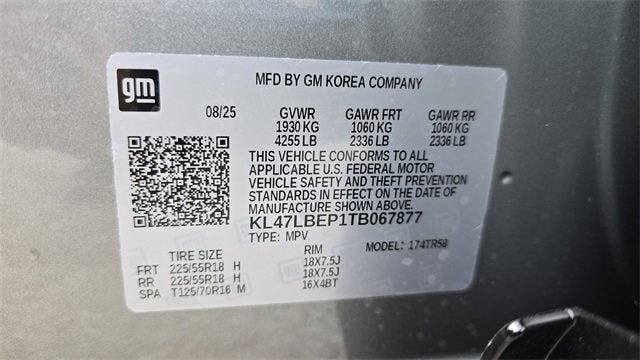 gm
MFD BY GM KOREA COMPANY
08/25 GVWR GAWR FRT GAWR RR
1930 KG 1060 KG 1060 KG
4255 LB 2336 LB 2336 LB
THIS VEHICLE CONFORMS TO ALL
APPLICABLE U.S. FEDERAL MOTOR
VEHICLE SAFETY AND THEFT PREVENTION
STANDARDS IN EFFECT ON THE DATE OF
MANUFACTURE SHOWN ABOVE.
KL47LBEP1TB067877
TYPE: MPV MODEL: 174TR58
TIRE SIZE RIM
FRT 225/55R18 H 18X7.5J
RR 225/55R18 H 18X7.5J
SPA T125/70R16 M 16X4BT